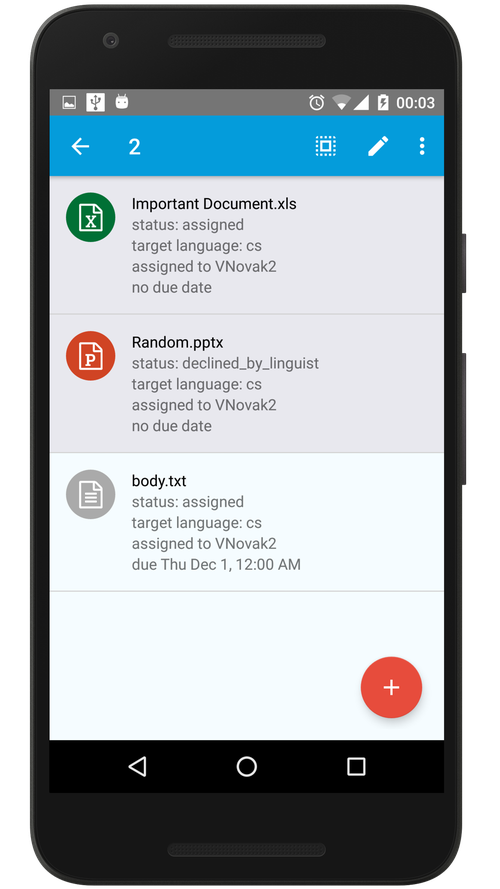 00:03
2
Important Document.xls
status: assigned
target language: cs
assigned to VNovak2
no due date
Random.pptx
status: declined_by_linguist
target language: cs
assigned to VNovak2
no due date
body.txt
status: assigned
target language: cs
assigned to VNovak2
due Thu Dec 1, 12:00 AM